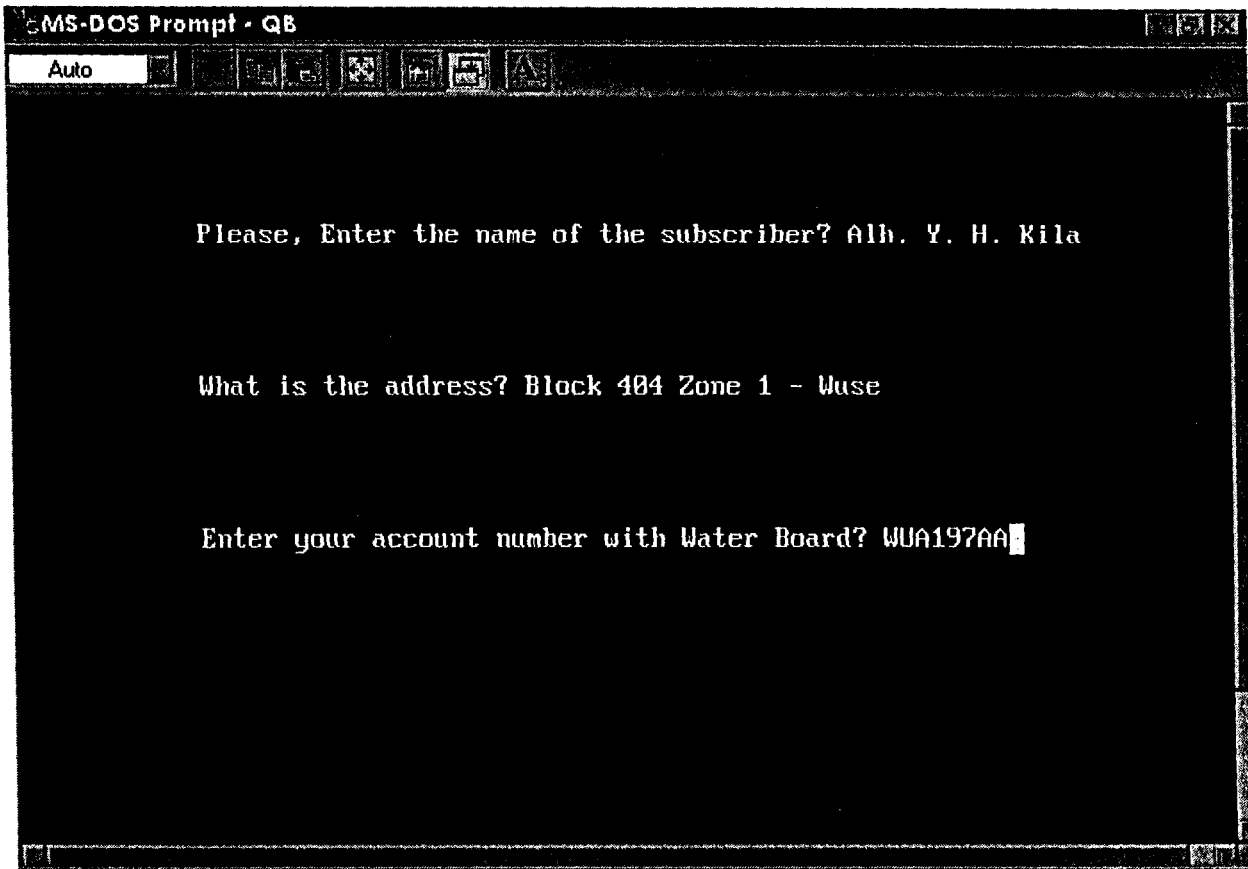 MS-DOS Prompt - QB
Auto
A
Please, Enter the name of the subscriber? Alh. Y. H. Kila
What is the address? Block 404 Zone 1 - Wuse
Enter your account number with Water Board? WUA197AA